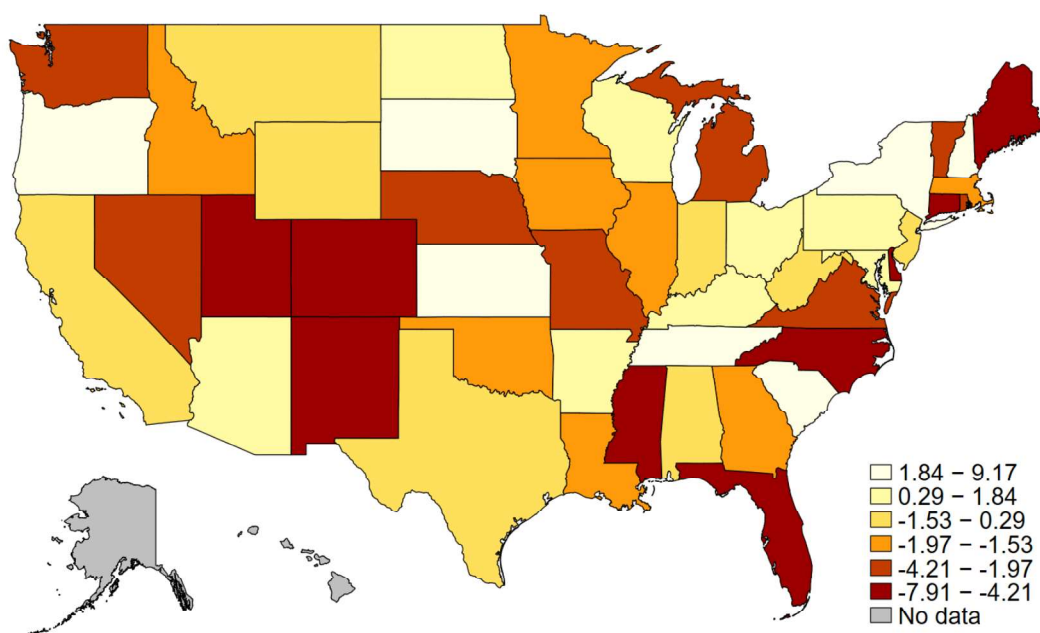 1.84 − 9.17
0.29 − 1.84
-1.53 − 0.29
-1.97 − -1.53
-4.21 − -1.97
-7.91 − -4.21
No data